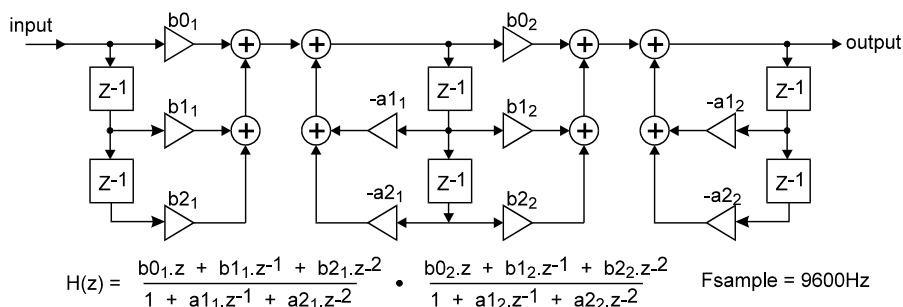 input
b0₁
b0₂
output
z⁻¹
z⁻¹
z⁻¹
b1₁
-a1₁
b1₂
-a1₂
z⁻¹
z⁻¹
z⁻¹
b2₁
-a2₁
b2₂
-a2₂
H(z) = b0₁.z + b1₁.z⁻¹ + b2₁.z⁻² • b0₂.z + b1₂.z⁻¹ + b2₂.z⁻² Fsample = 9600Hz
1 + a1₁.z⁻¹ + a2₁.z⁻² 1 + a1₂.z⁻¹ + a2₂.z⁻²